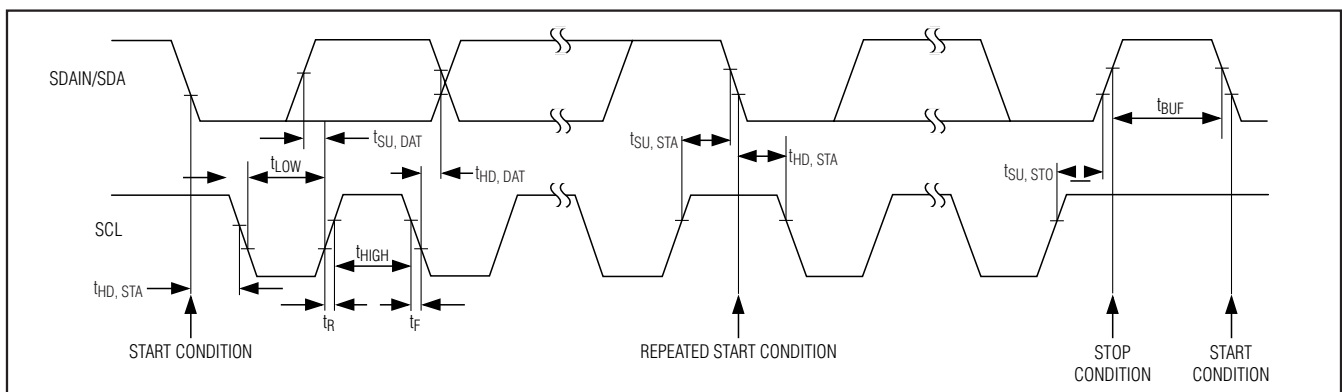 SDAIN/SDA
tSU, DAT
tLOW
tHD, DAT
tSU, STA
tHD, STA
tBUF
tSU, STO
SCL
tHIGH
tHD, STA
tR
tF
START CONDITION
REPEATED START CONDITION
STOP
CONDITION
START
CONDITION